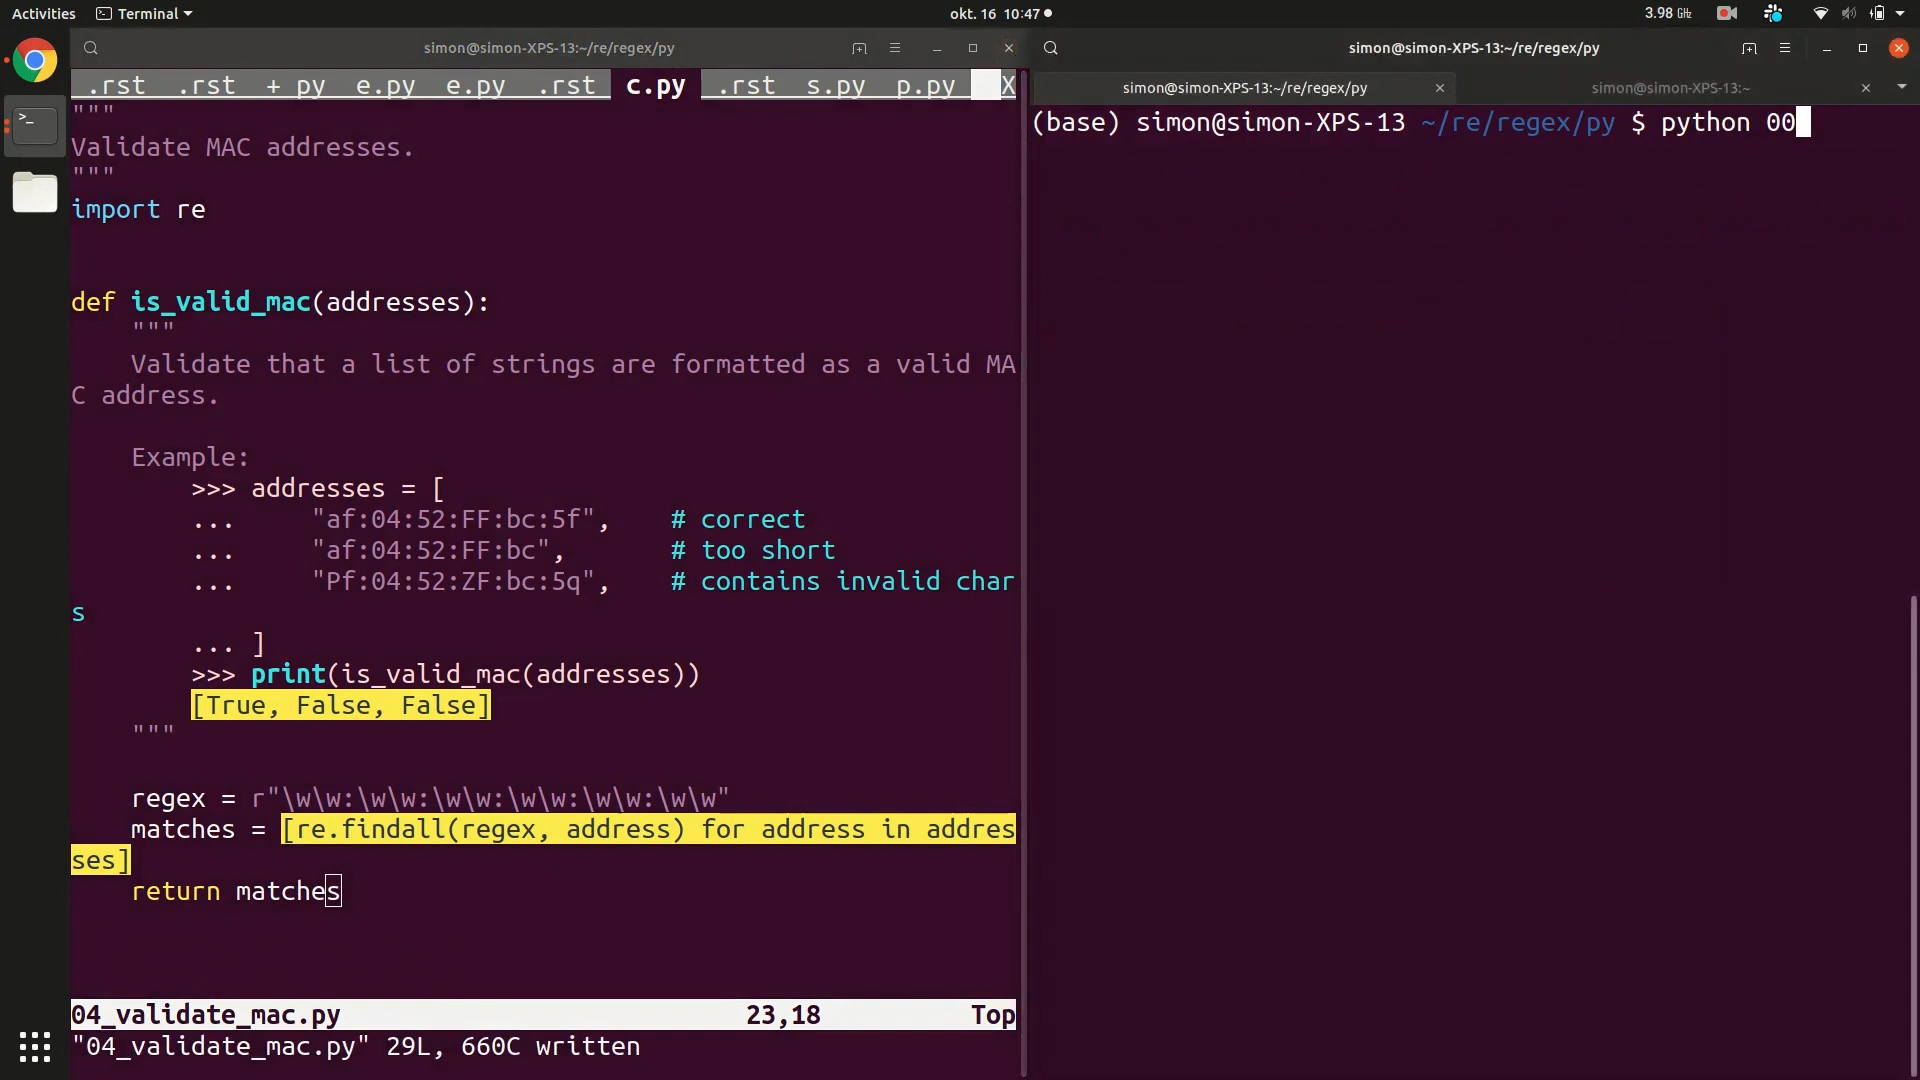 Activities Terminal okt. 16 10:47 3.98 GHz
simon@simon-XPS-13:~/re/regex/py
.rst .rst + py e.py e.py .rst c.py .rst s.py p.py X
"""
Validate MAC addresses.
"""
import re
def is_valid_mac(addresses):
"""
Validate that a list of strings are formatted as a valid MA
C address.
Example:
>>> addresses = [
... "af:04:52:FF:bc:5f", # correct
... "af:04:52:FF:bc", # too short
... "Pf:04:52:ZF:bc:5q", # contains invalid char
s
... ]
>>> print(is_valid_mac(addresses))
[True, False, False]
"""
regex = r"\w\w:\w\w:\w\w:\w\w:\w\w:\w\w"
matches = [re.findall(regex, address) for address in addres
ses]
return matches
04_validate_mac.py 23,18 Top
"04_validate_mac.py" 29L, 660C written
simon@simon-XPS-13:~/re/regex/py
simon@simon-XPS-13:~/re/regex/py simon@simon-XPS-13:~
(base) simon@simon-XPS-13 ~/re/regex/py $ python 00